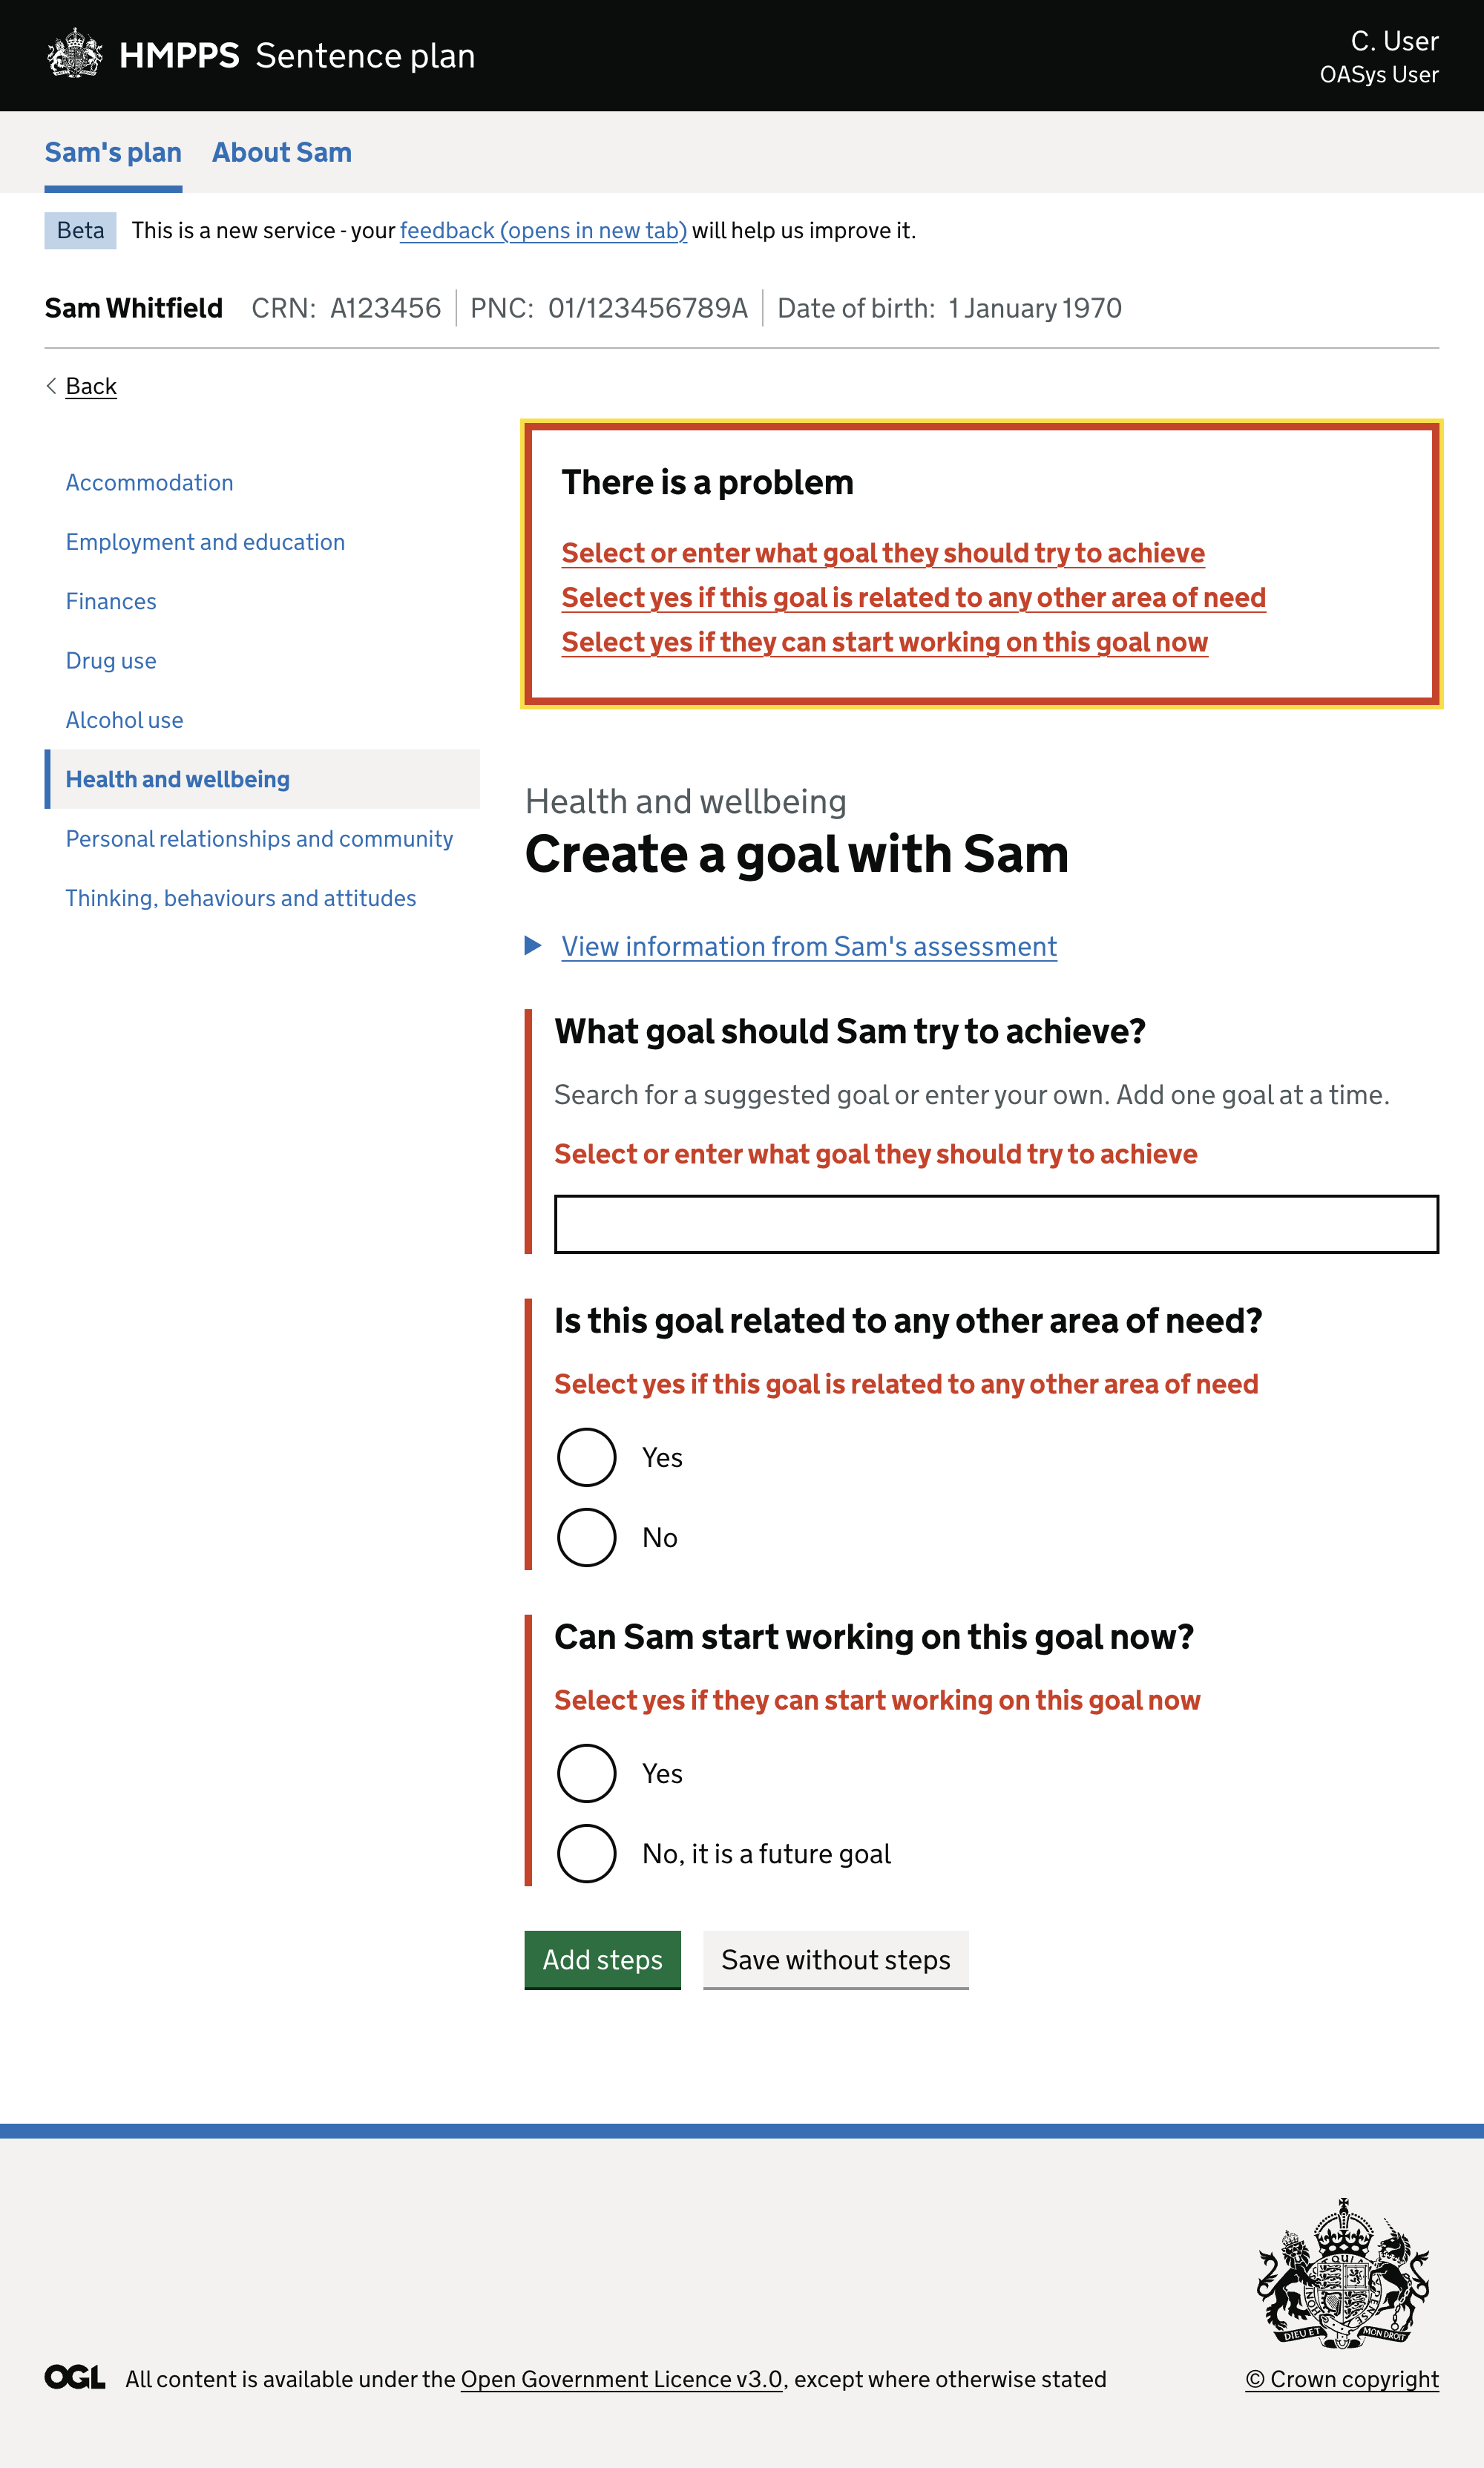 HMPPS Sentence plan
C. User
OASys User
Sam's plan About Sam
Beta This is a new service - your feedback (opens in new tab) will help us improve it.
Sam Whitfield CRN: A123456 PNC: 01/123456789A Date of birth: 1 January 1970
Back
Accommodation
Employment and education
Finances
Drug use
Alcohol use
Health and wellbeing
Personal relationships and community
Thinking, behaviours and attitudes
There is a problem
Select or enter what goal they should try to achieve
Select yes if this goal is related to any other area of need
Select yes if they can start working on this goal now
Health and wellbeing
Create a goal with Sam
View information from Sam's assessment
What goal should Sam try to achieve?
Search for a suggested goal or enter your own. Add one goal at a time.
Select or enter what goal they should try to achieve
Is this goal related to any other area of need?
Select yes if this goal is related to any other area of need
Yes
No
Can Sam start working on this goal now?
Select yes if they can start working on this goal now
Yes
No, it is a future goal
Add steps Save without steps
DIEU ET MON DROIT
OGL All content is available under the Open Government Licence v3.0, except where otherwise stated
© Crown copyright